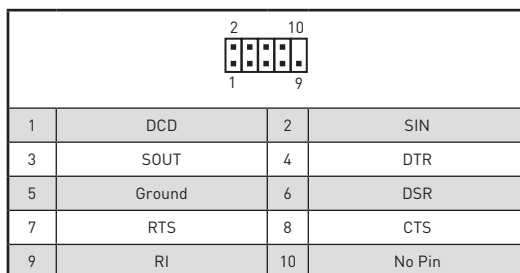 2 10
1 9
1 DCD 2 SIN
3 SOUT 4 DTR
5 Ground 6 DSR
7 RTS 8 CTS
9 RI 10 No Pin